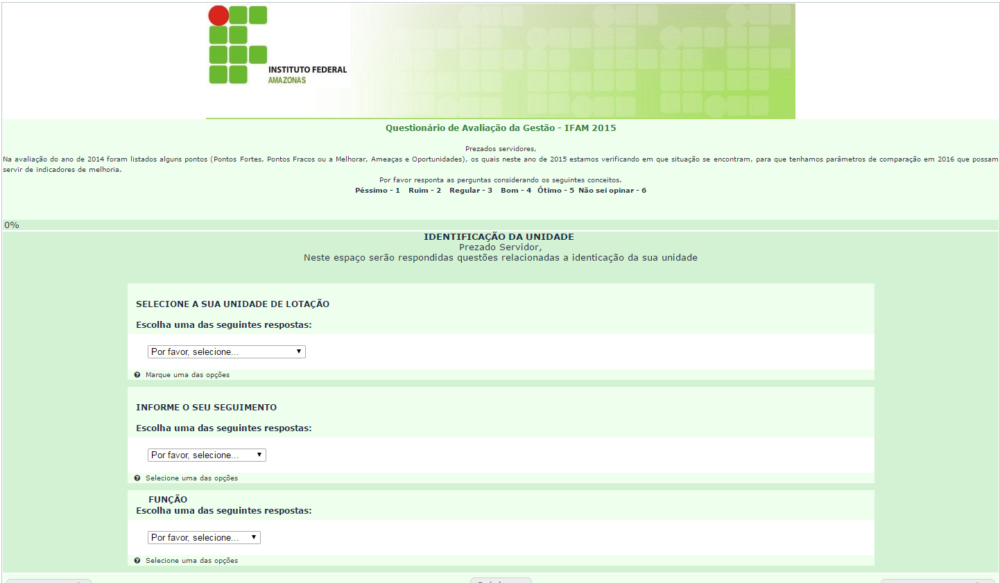 INSTITUTO FEDERAL
AMAZONAS
Questionário de Avaliação da Gestão - IFAM 2015
Prezados servidores,
Na avaliação do ano de 2014 foram listados alguns pontos (Pontos Fortes, Pontos Fracos ou a Melhorar, Ameaças e Oportunidades), os quais neste ano de 2015 estamos verificando em que situação se encontram, para que tenhamos parâmetros de comparação em 2016 que possam
servir de indicadores de melhoria.
Por favor responta as perguntas considerando os seguintes conceitos.
Péssimo - 1 Ruim - 2 Regular - 3 Bom - 4 Ótimo - 5 Não sei opinar - 6
0%
IDENTIFICAÇÃO DA UNIDADE
Prezado Servidor,
Neste espaço serão respondidas questões relacionadas a identicação da sua unidade
SELECIONE A SUA UNIDADE DE LOTAÇÃO
Escolha uma das seguintes respostas:
Por favor, selecione...
Marque uma das opções
INFORME O SEU SEGUIMENTO
Escolha uma das seguintes respostas:
Por favor, selecione...
Selecione uma das opções
FUNÇÃO
Escolha uma das seguintes respostas:
Por favor, selecione...
Selecione uma das opções